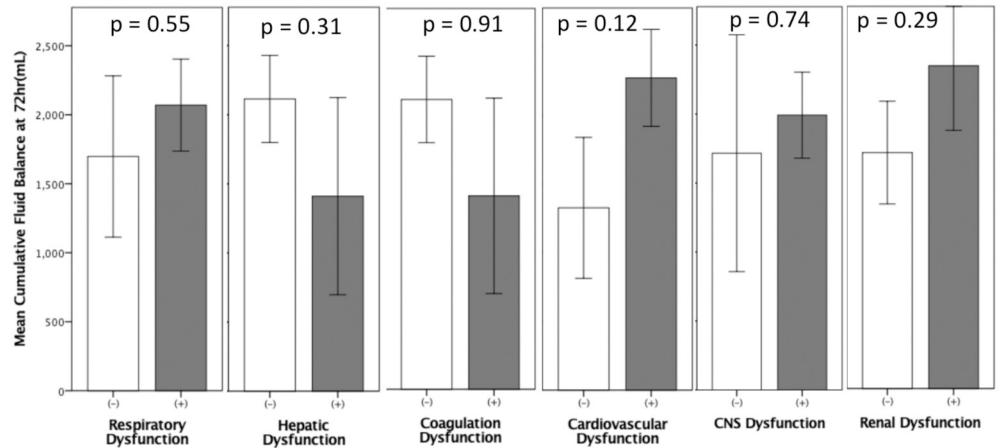 p = 0.55
p = 0.31
p = 0.91
p = 0.12
p = 0.74
p = 0.29
Mean Cumulative Fluid Balance at 72hr(mL)
2,500
2,000
1,500
1,000
500
0
(-) (+)
(-) (+)
(-) (+)
(-) (+)
(-) (+)
(-) (+)
Respiratory
Dysfunction
Hepatic
Dysfunction
Coagulation
Dysfunction
Cardiovascular
Dysfunction
CNS Dysfunction
Renal Dysfunction